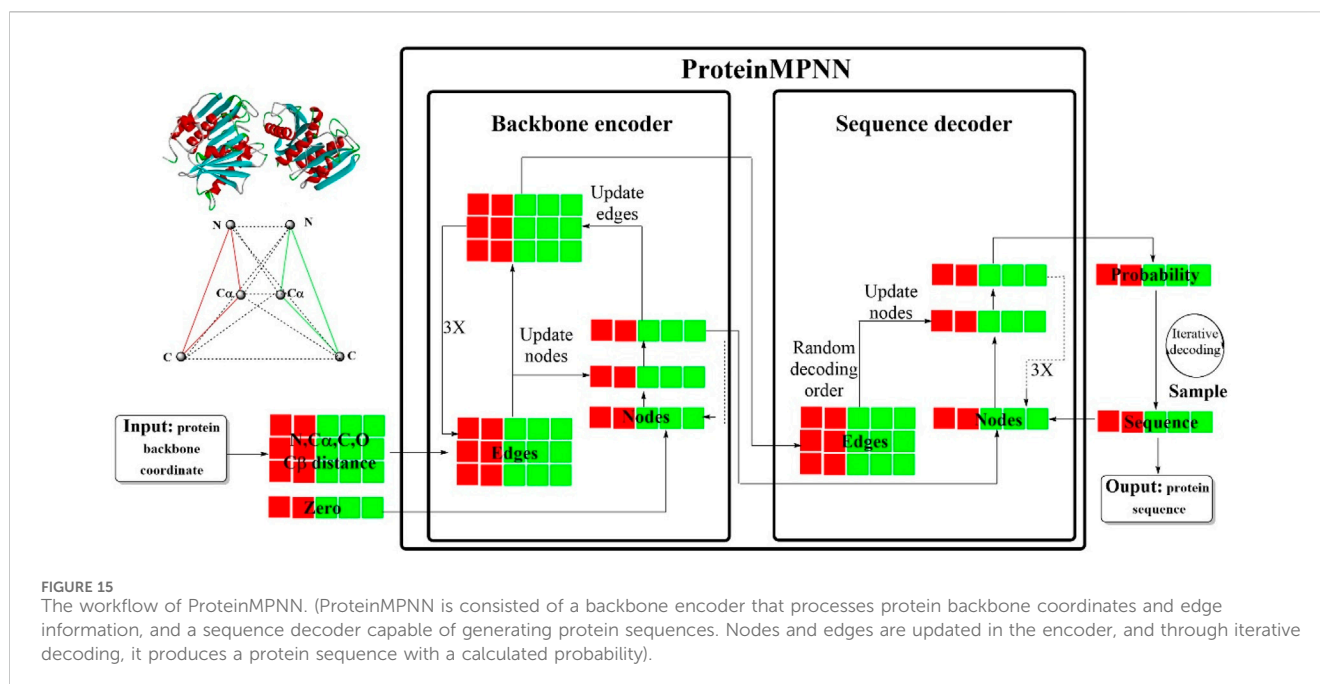 ProteinMPNN
Backbone encoder
Sequence decoder
N
N
Cα
Cα
C
C
Input: protein
backbone
coordinate
N,Cα,C,O
Cβ distance
Zero
3X
Update
edges
Update
nodes
Nodes
Edges
Random
decoding
order
Update
nodes
Edges
3X
Nodes
Probability
Iterative
decoding
Sample
Sequence
Ouput: protein
sequence
FIGURE 15
The workflow of ProteinMPNN. (ProteinMPNN is consisted of a backbone encoder that processes protein backbone coordinates and edge
information, and a sequence decoder capable of generating protein sequences. Nodes and edges are updated in the encoder, and through iterative
decoding, it produces a protein sequence with a calculated probability).